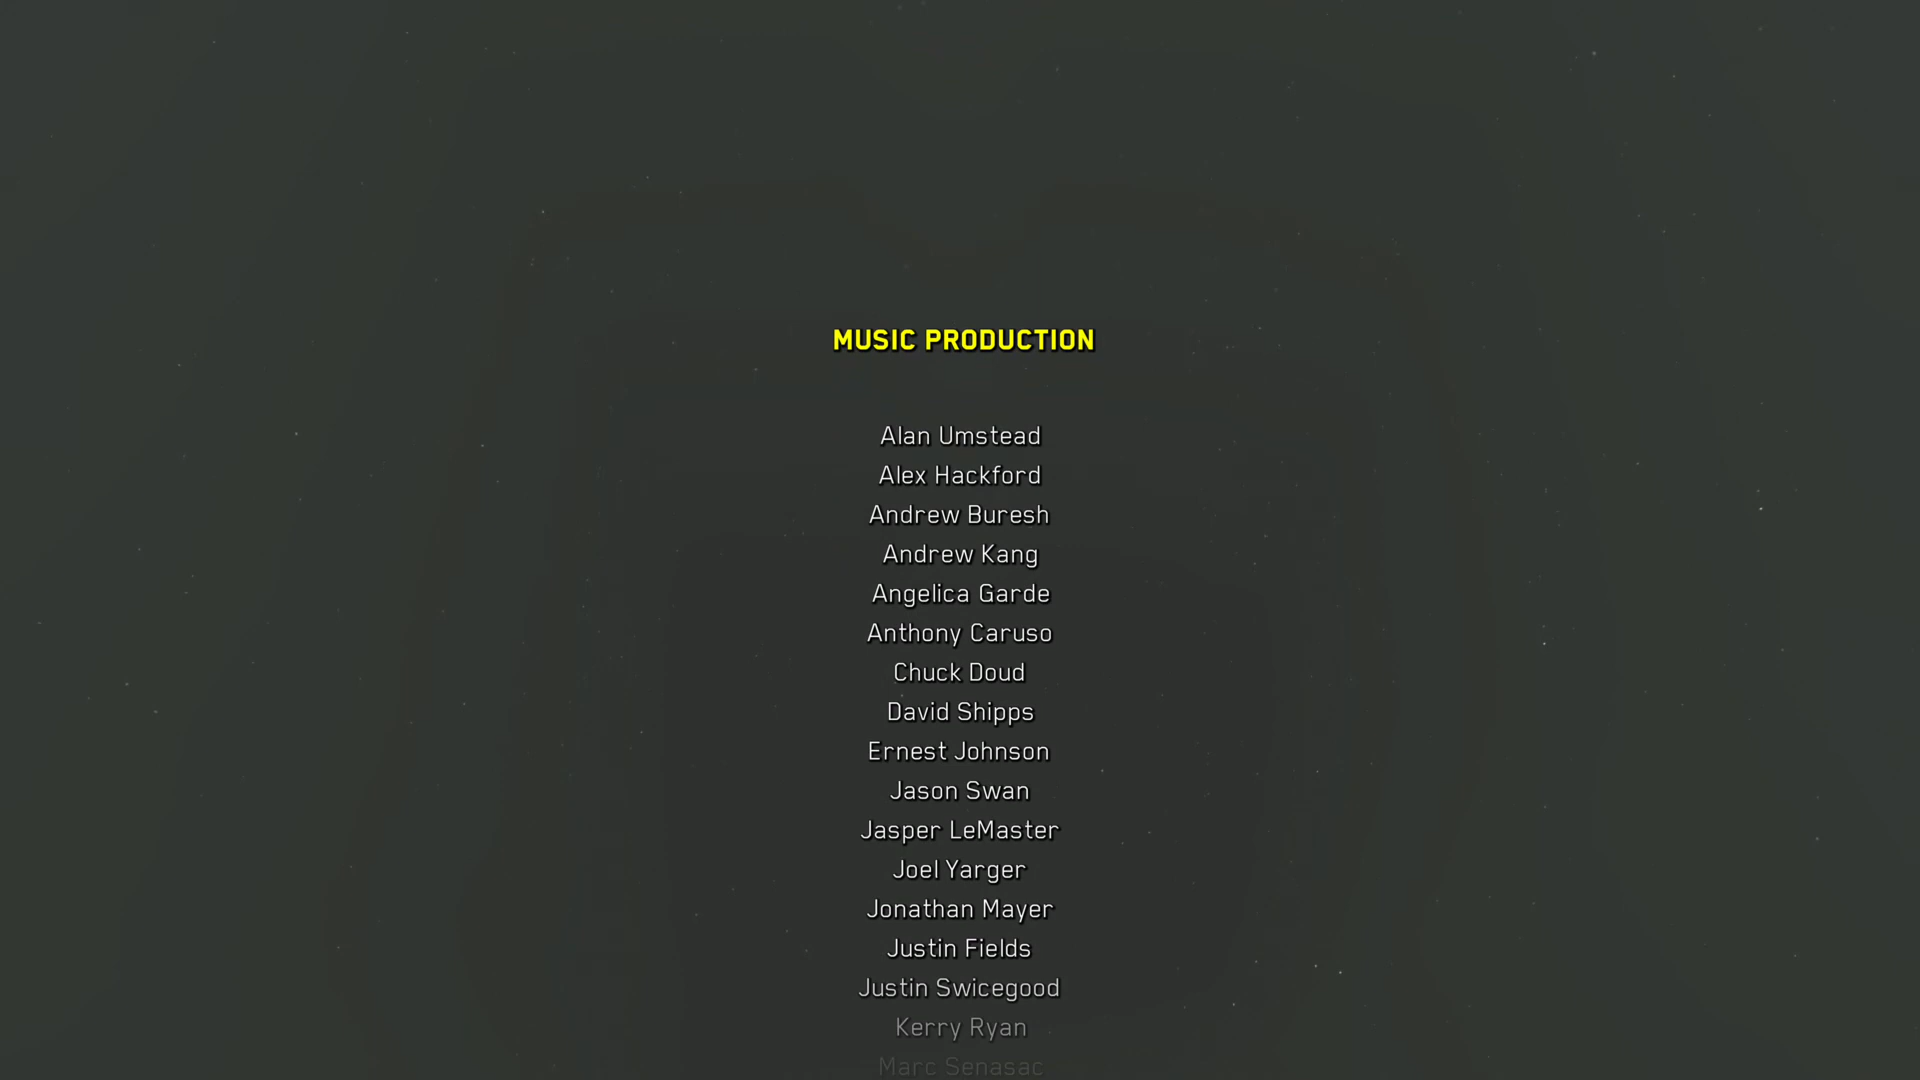 MUSIC PRODUCTION
Alan Umstead
Alex Hackford
Andrew Buresh
Andrew Kang
Angelica Garde
Anthony Caruso
Chuck Doud
David Shipps
Ernest Johnson
Jason Swan
Jasper LeMaster
Joel Yarger
Jonathan Mayer
Justin Fields
Justin Swicegood
Kerry Ryan
Marc Senasac